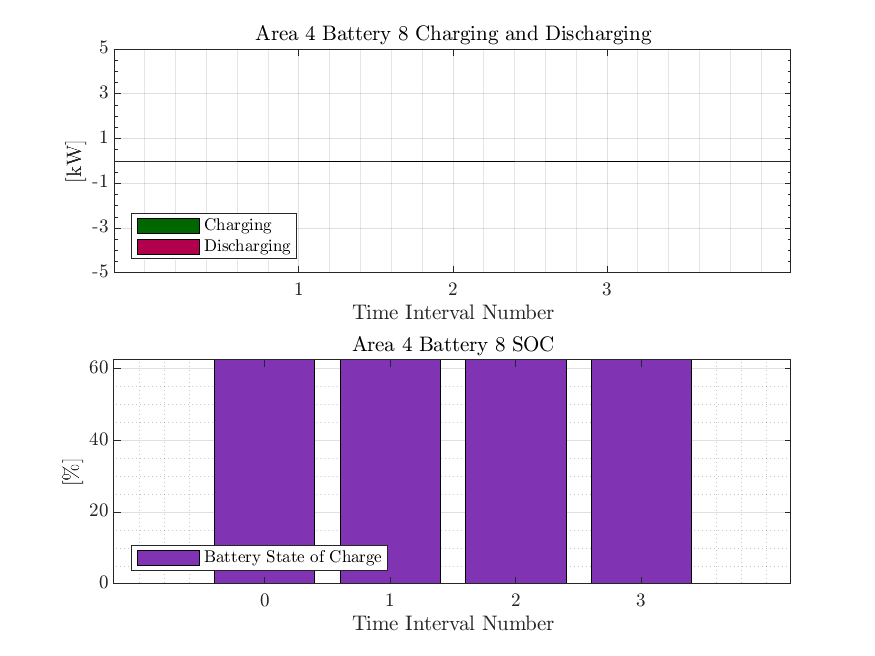 Area 4 Battery 8 Charging and Discharging
5
3
1
-1
-3
-5
[kW]
Charging
Discharging
1 2 3
Time Interval Number
Area 4 Battery 8 SOC
60
40
20
0
[%]
Battery State of Charge
0 1 2 3
Time Interval Number